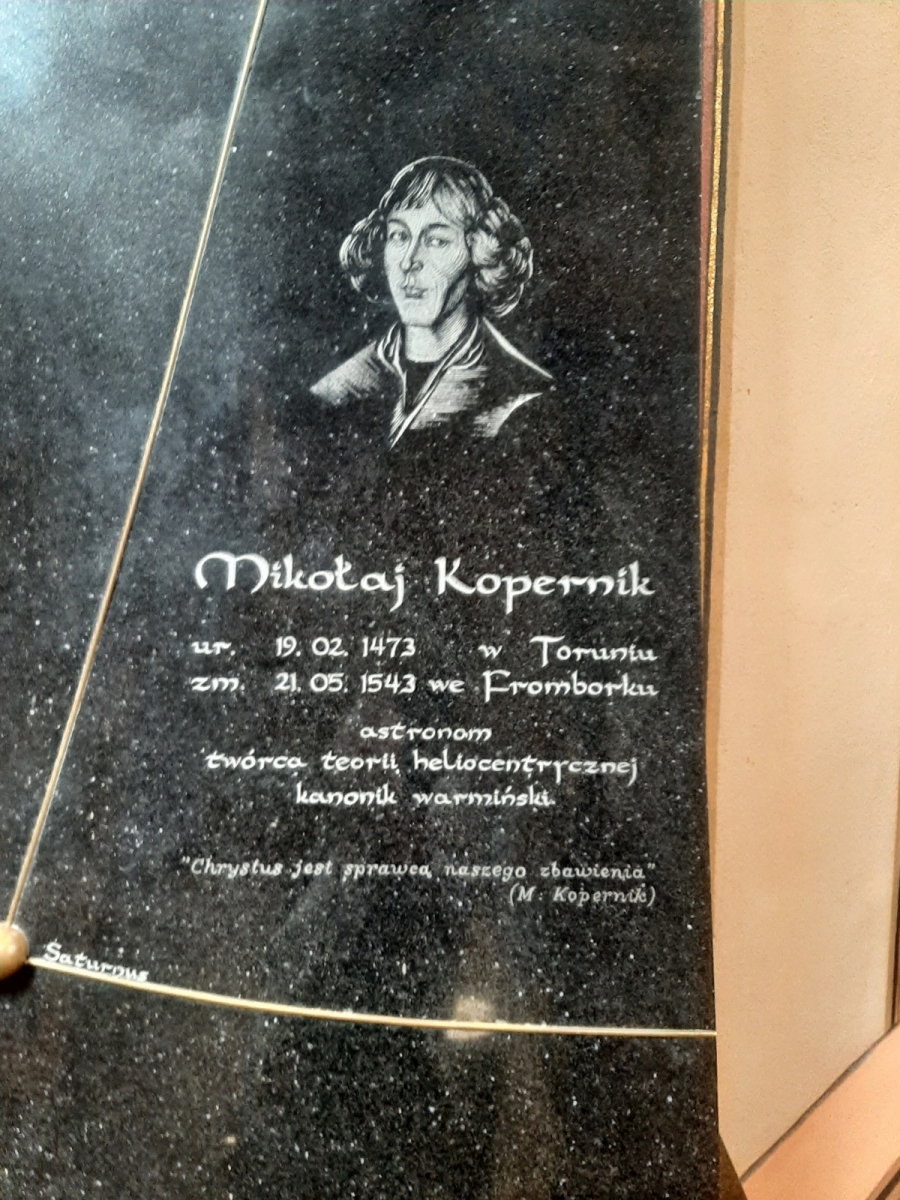 Mikołaj Kopernik
ur. 19. 02. 1473 w Toruniu
zm. 21. 05. 1543 we Fromborku
astronom
twórca teorii heliocentrycznej
kanonik warmiński.
"Chrystus jest sprawcą naszego zbawienia"
(M. Kopernik)
Saturnus